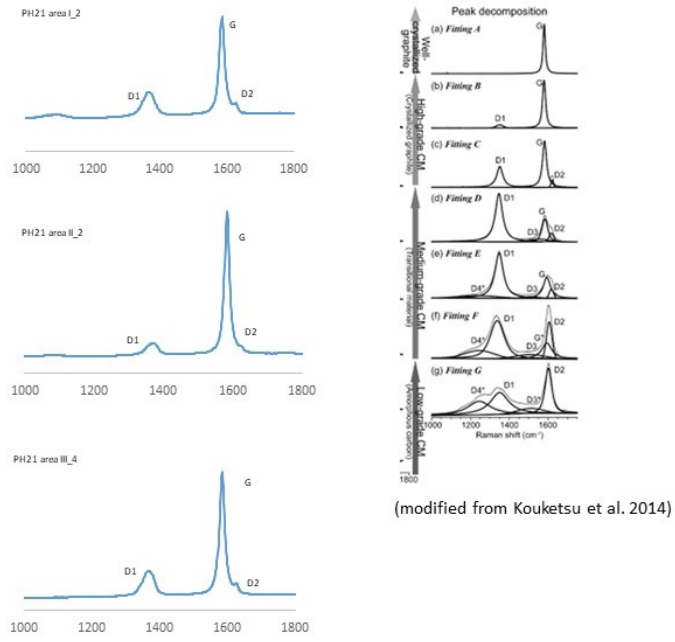 PH21 area I_2
G
D1
D2
1000 1200 1400 1600 1800
PH21 area II_2
G
D1
D2
1000 1200 1400 1600 1800
PH21 area III_4
G
D1
D2
1000 1200 1400 1600 1800
Peak decomposition
Well-crystallized graphite
High-grade CM
(Crystallized graphite)
Medium-grade CM
(Transitional material)
Low-grade CM
(Amorphous carbon)
(a) Fitting A
G
(b) Fitting B
G
D1
(c) Fitting C
G
D1
D2
(d) Fitting D
D1
G
D3
D2
(e) Fitting E
D1
G
D4*
D3
D2
(f) Fitting F
D1
D2
G*
D4*
D3
(g) Fitting G
D2
D1
D4*
D3*
1000 1200 1400 1600
Raman shift (cm⁻¹)
1800
(modified from Kouketsu et al. 2014)